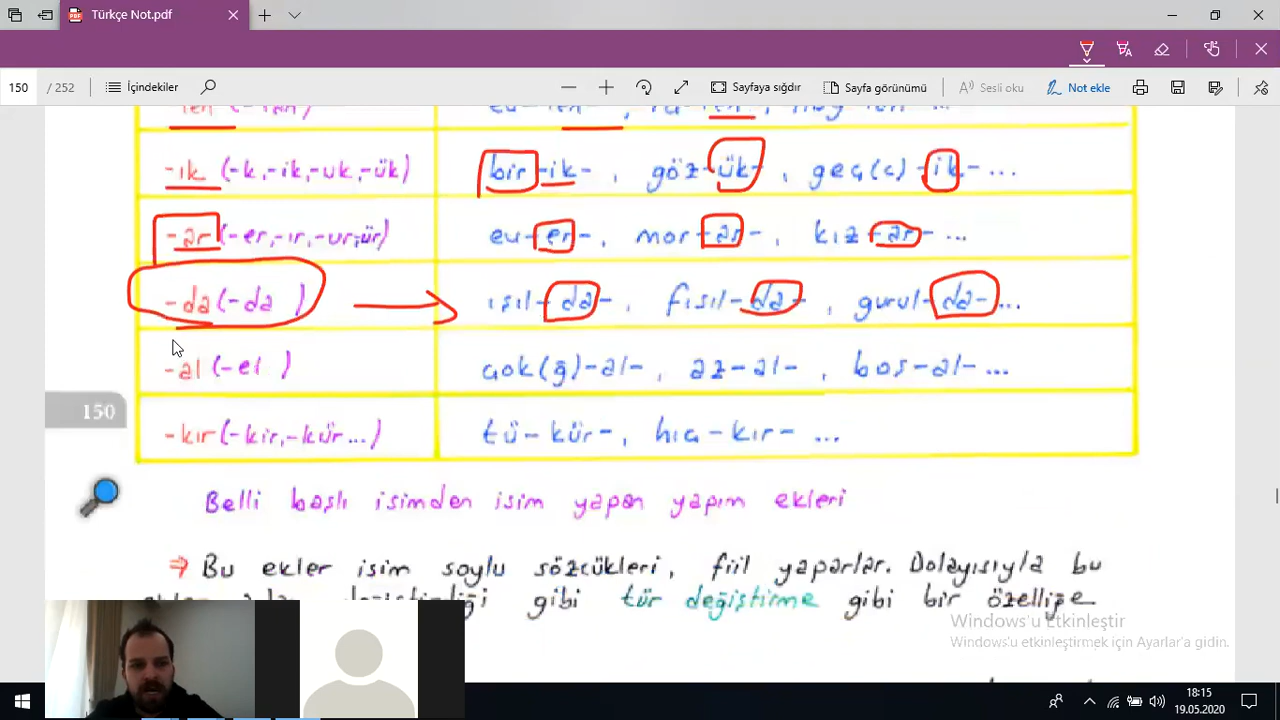 Türkçe Not.pdf
150 / 252 İçindekiler Sayfaya sığdır Sayfa görünümü Sesli oku Not ekle
-ık (-k,-ik,-uk,-ük) bir-ik- , göz-ük- , geç(c)-ik-...
-ar (-er,-ır,-ur,-ür) ev-er- , mor-ar- , kız-ar- ...
-da (-da ) ışıl-da- , fısıl-da- , gurul-da-...
-al (-el ) çok(ğ)-al- , az-al- , boş-al-...
150
-kır (-kir,-kür...) tü-kür- , hıç-kır- ...
Belli başlı isimden isim yapan yapım ekleri
⇒ Bu ekler isim soylu sözcükleri, fiil yaparlar. Dolayısıyla bu
değiştirdiği gibi tür değiştirme gibi bir özelliğe
Windows'u Etkinleştir
Windows'u etkinleştirmek için Ayarlar'a gidin.
18:15
19.05.2020